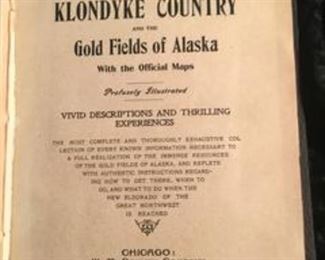 KLONDYKE COUNTRY
AND THE
Gold Fields of Alaska
With the Official Maps
Profusely Illustrated
VIVID DESCRIPTIONS AND THRILLING
EXPERIENCES
THE MOST COMPLETE AND THOROUGHLY EXHAUSTIVE COL
LECTION OF EVERY KNOWN INFORMATION NECESSARY TO
A FULL REALIZATION OF THE IMMENSE RESOURCES
OF THE GOLD FIELDS OF ALASKA, AND REPLETE
WITH AUTHENTIC INSTRUCTIONS REGARD-
ING HOW TO GET THERE, WHEN TO
GO, AND WHAT TO DO WHEN THE
NEW ELDORADO OF THE
GREAT NORTHWEST
IS REACHED
CHICAGO: